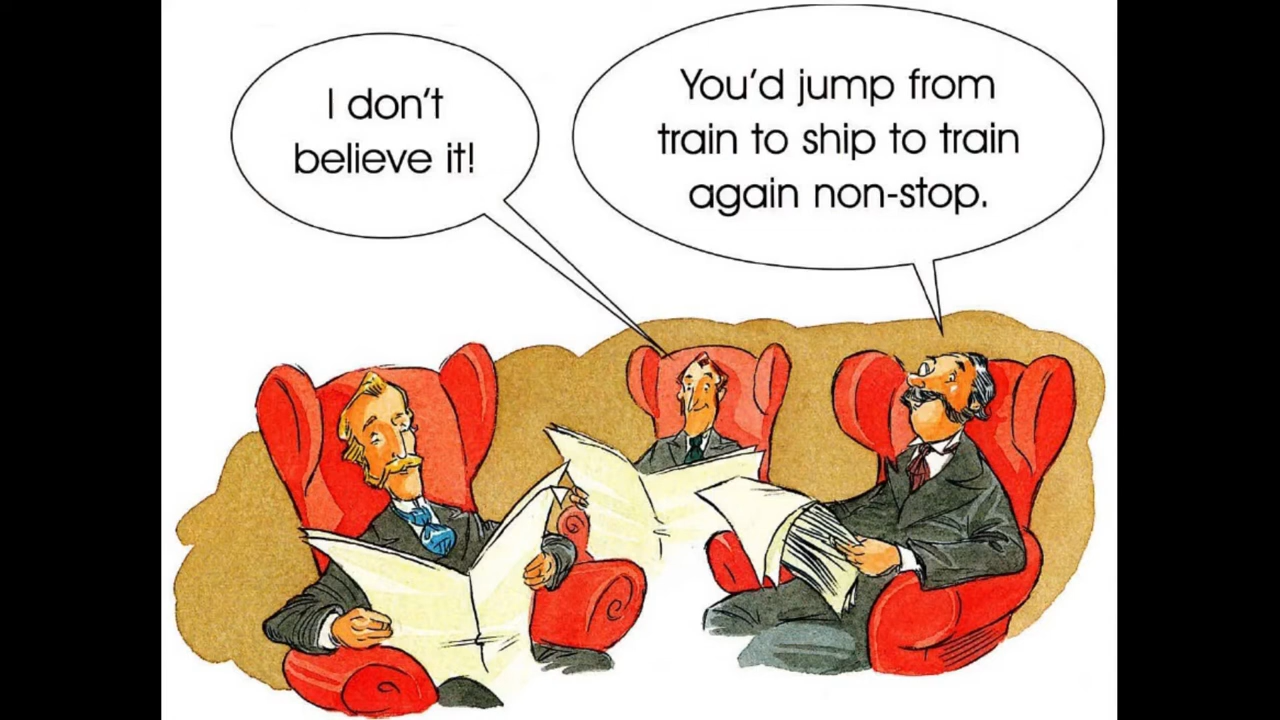 I don't
believe it!
You'd jump from
train to ship to train
again non-stop.